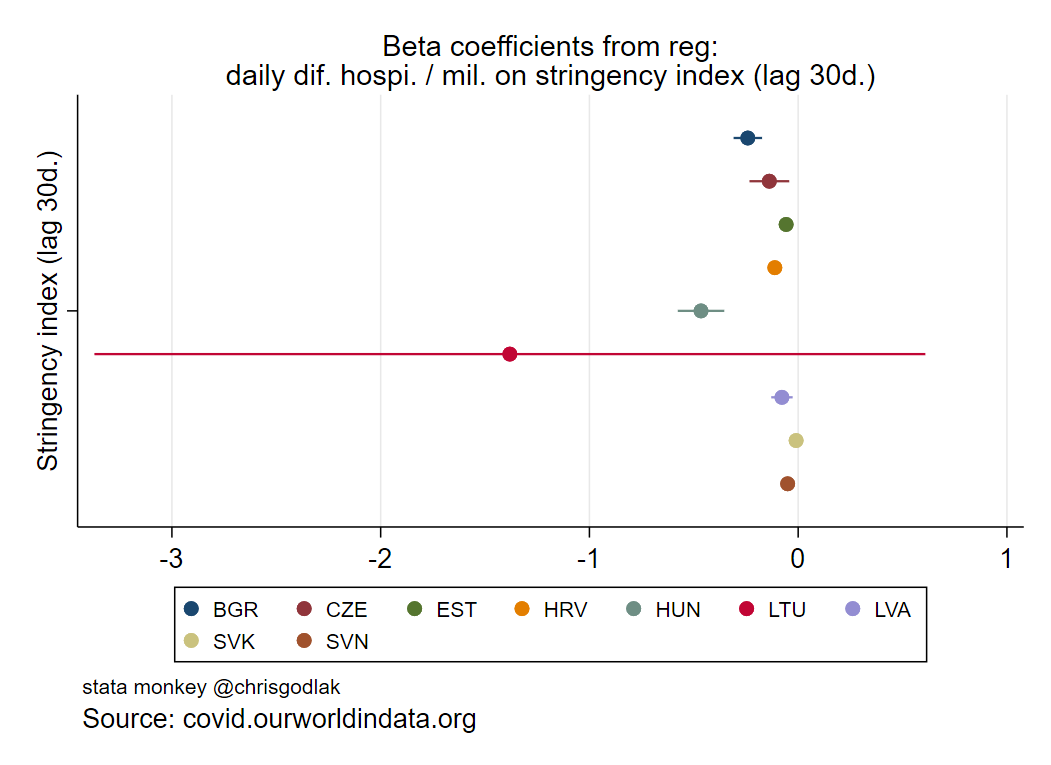 Beta coefficients from reg:
daily dif. hospi. / mil. on stringency index (lag 30d.)
Stringency index (lag 30d.)
-3 -2 -1 0 1
BGR CZE EST HRV HUN LTU LVA
SVK SVN
stata monkey @chrisgodlak
Source: covid.ourworldindata.org